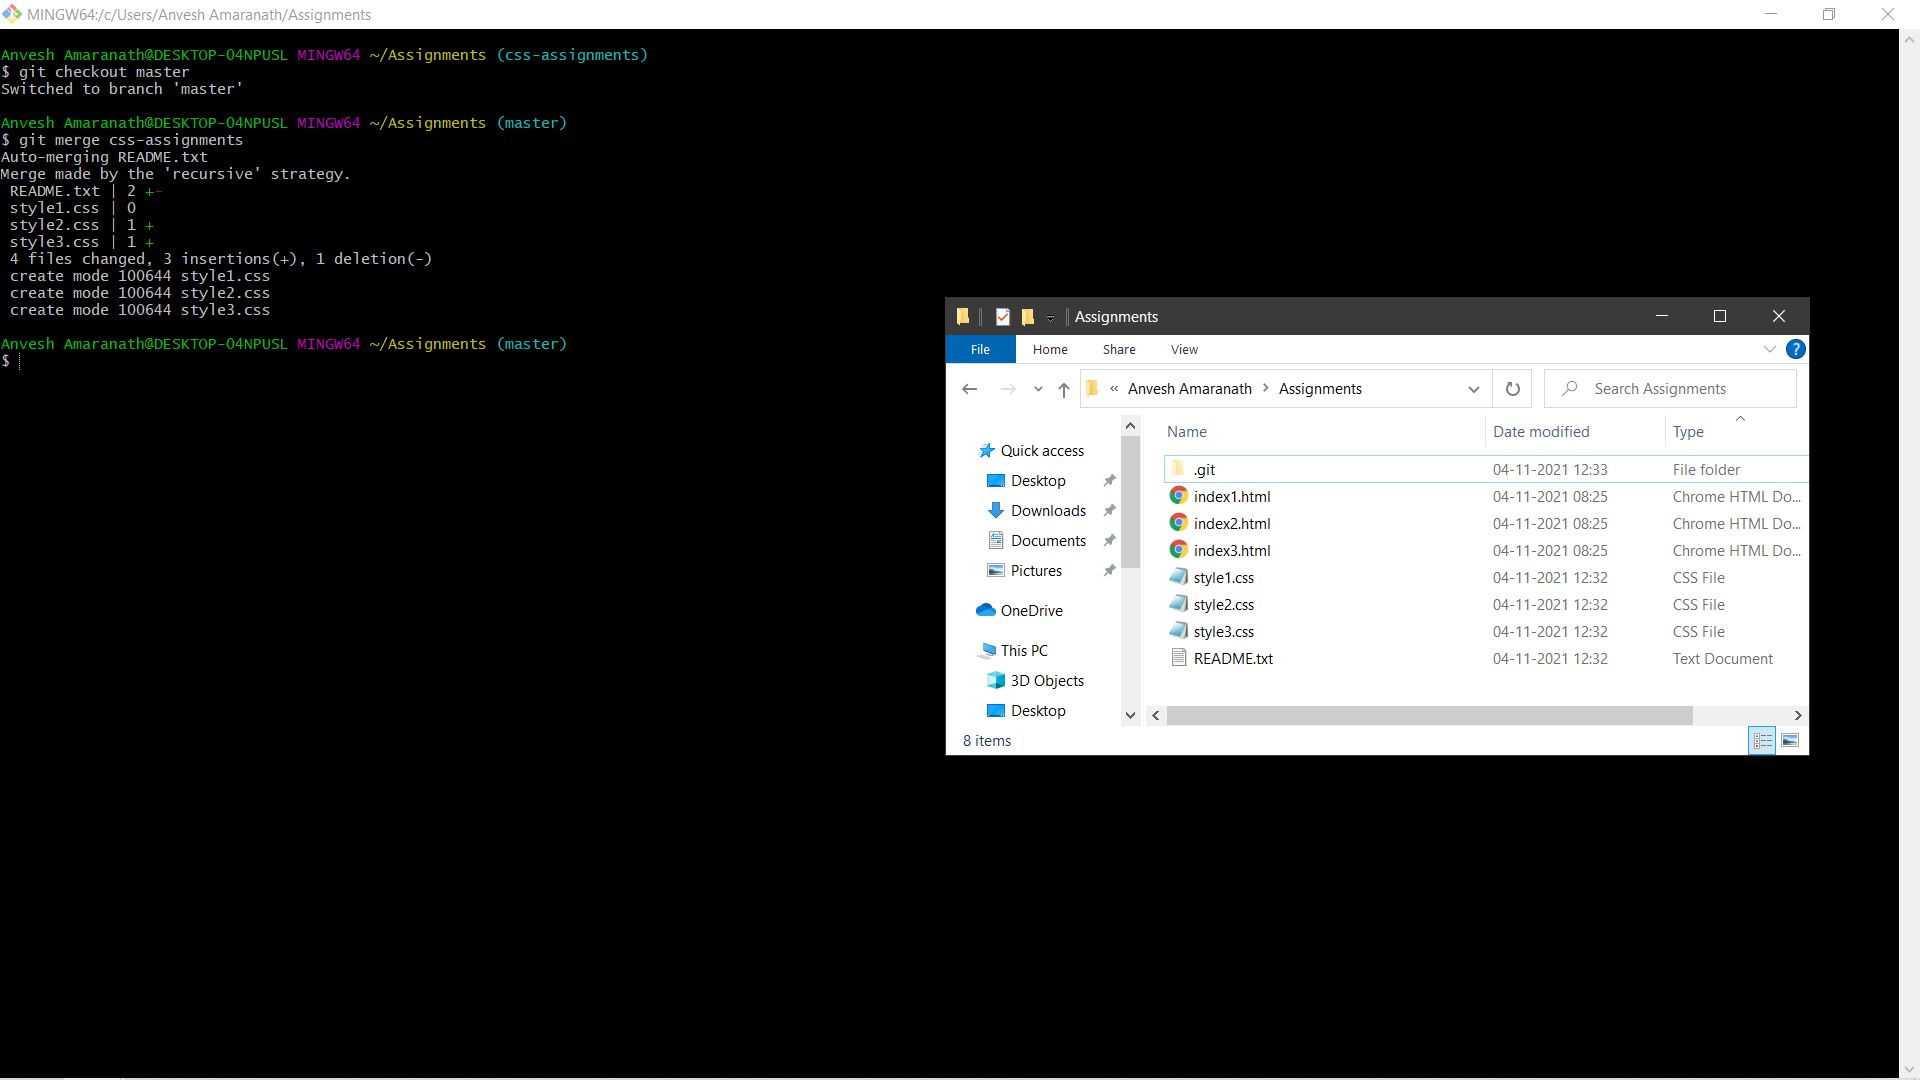 MINGW64:/c/Users/Anvesh Amaranath/Assignments
Anvesh Amaranath@DESKTOP-04NPUSL MINGW64 ~/Assignments (css-assignments)
$ git checkout master
Switched to branch 'master'
Anvesh Amaranath@DESKTOP-04NPUSL MINGW64 ~/Assignments (master)
$ git merge css-assignments
Auto-merging README.txt
Merge made by the 'recursive' strategy.
README.txt | 2 +-
style1.css | 0
style2.css | 1 +
style3.css | 1 +
4 files changed, 3 insertions(+), 1 deletion(-)
create mode 100644 style1.css
create mode 100644 style2.css
create mode 100644 style3.css
Anvesh Amaranath@DESKTOP-04NPUSL MINGW64 ~/Assignments (master)
$
Assignments
File Home Share View
« Anvesh Amaranath > Assignments
Search Assignments
Quick access
Desktop
Downloads
Documents
Pictures
OneDrive
This PC
3D Objects
Desktop
Name Date modified Type
.git 04-11-2021 12:33 File folder
index1.html 04-11-2021 08:25 Chrome HTML Do...
index2.html 04-11-2021 08:25 Chrome HTML Do...
index3.html 04-11-2021 08:25 Chrome HTML Do...
style1.css 04-11-2021 12:32 CSS File
style2.css 04-11-2021 12:32 CSS File
style3.css 04-11-2021 12:32 CSS File
README.txt 04-11-2021 12:32 Text Document
8 items